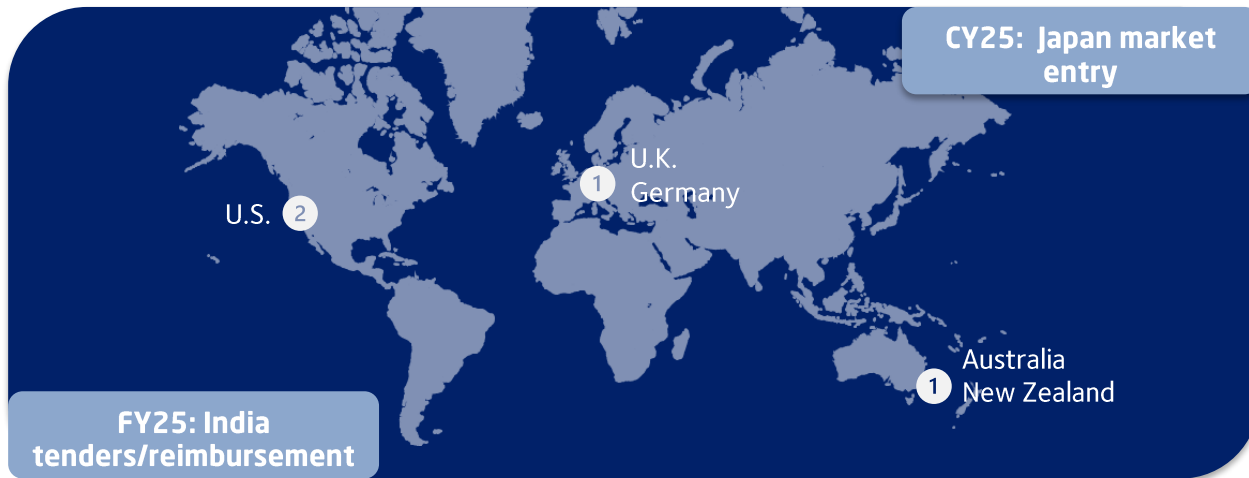 CY25: Japan market
entry
U.K.
1
Germany
U.S. 2
Australia
1
New Zealand
FY25: India
tenders/reimbursement